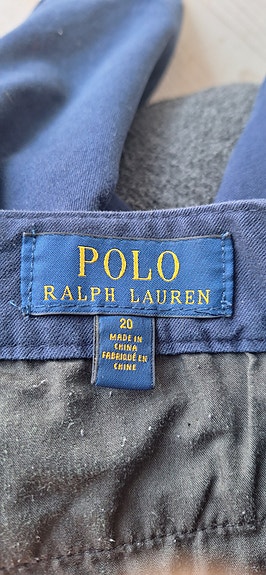 POLO
RALPH LAUREN
20
MADE IN
CHINA
FABRIQUÉ EN
CHINE